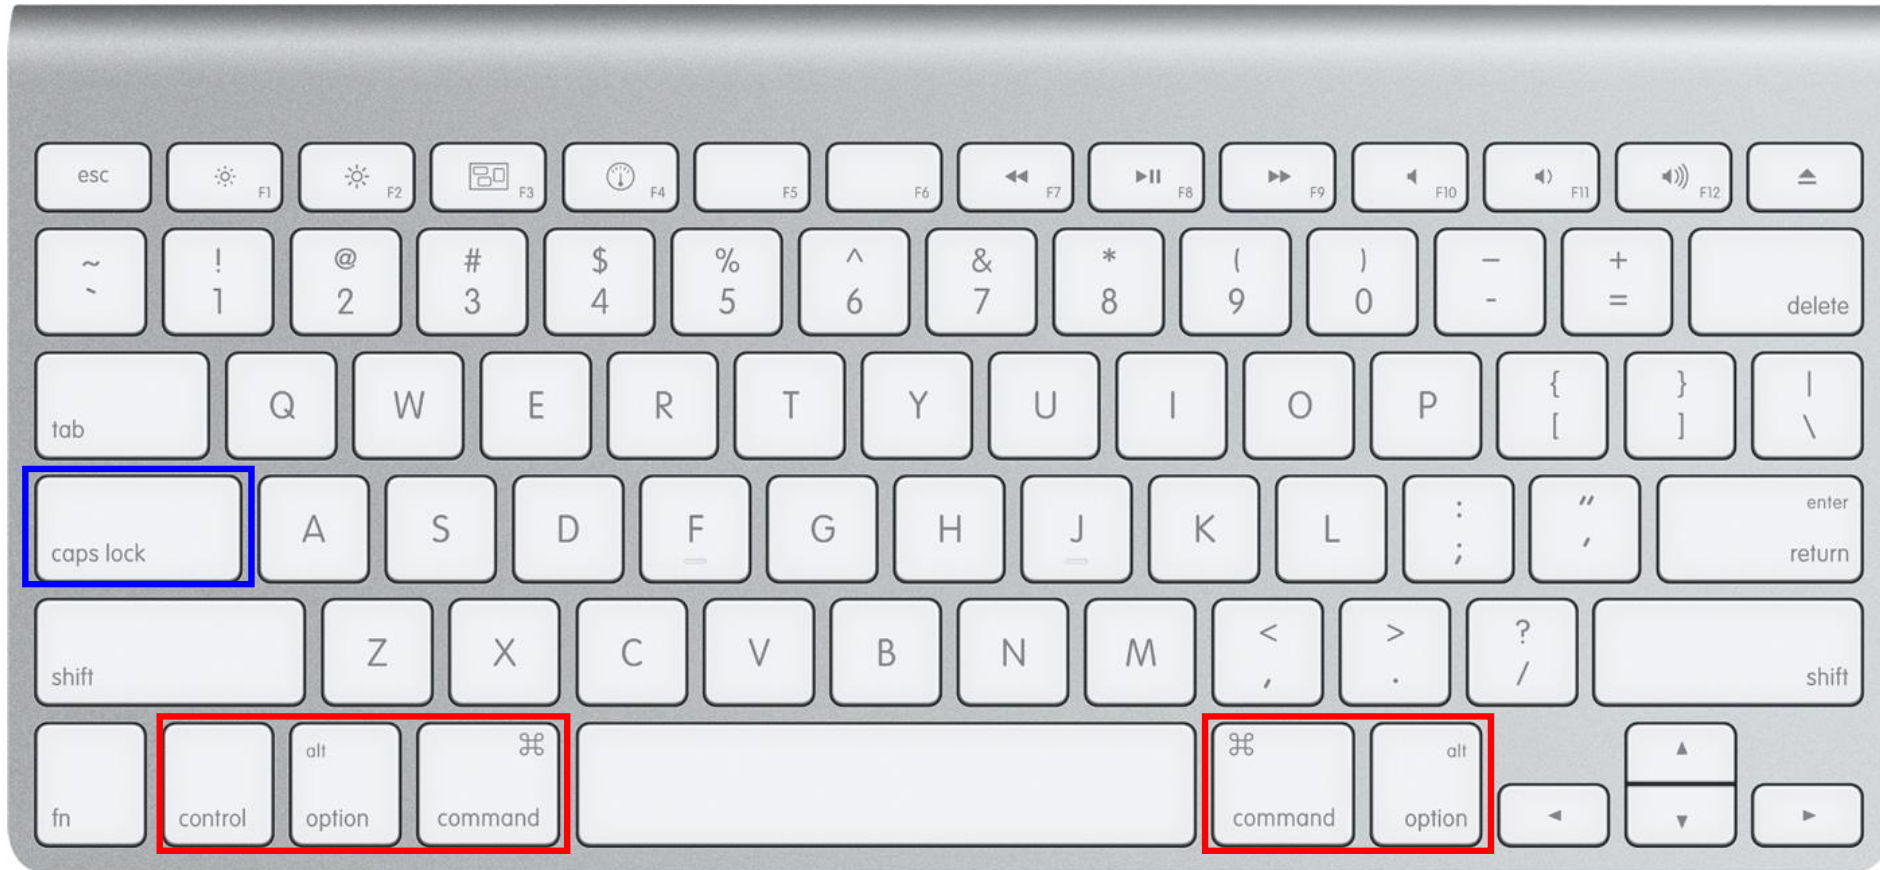 esc F1 F2 F3 F4 F5 F6 F7 F8 F9 F10 F11 F12
~ ! @ # $ % ^ & * ( ) – +
` 1 2 3 4 5 6 7 8 9 0 - = delete
{ } |
tab Q W E R T Y U I O P [ ] \
: " enter
caps lock A S D F G H J K L ; ' return
< > ?
shift Z X C V B N M , . / shift
alt ⌘ ⌘ alt
fn control option command command option